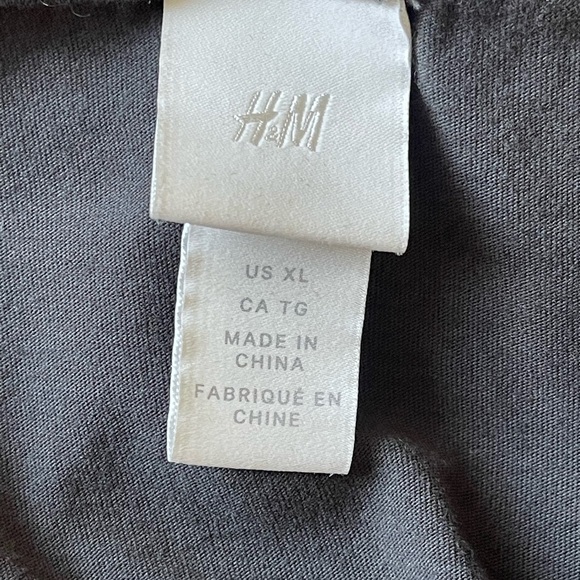 H&M
US XL
CA TG
MADE IN
CHINA
FABRIQUÉ EN
CHINE